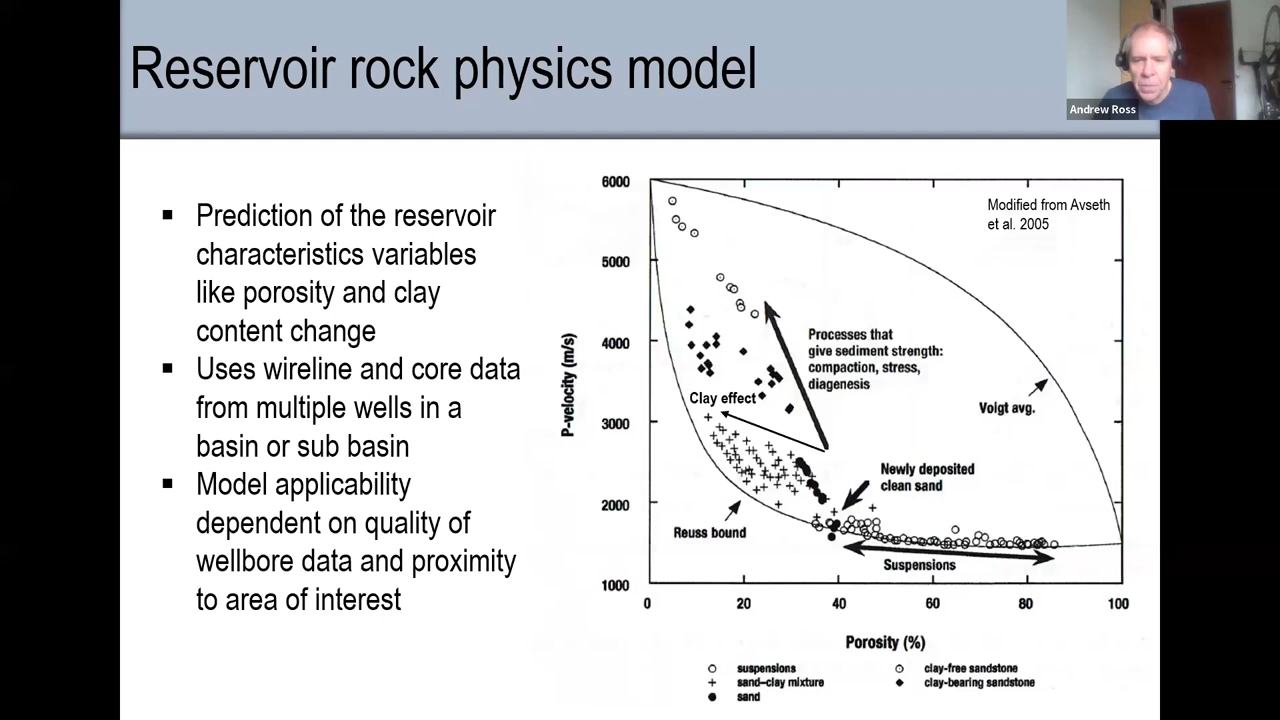 Reservoir rock physics model
Andrew Ross
▪ Prediction of the reservoir
characteristics variables
like porosity and clay
content change
▪ Uses wireline and core data
from multiple wells in a
basin or sub basin
▪ Model applicability
dependent on quality of
wellbore data and proximity
to area of interest
Modified from Avseth
et al. 2005
6000
5000
4000
3000
2000
1000
P-velocity (m/s)
Processes that
give sediment strength:
compaction, stress,
diagenesis
Clay effect
Voigt avg.
Newly deposited
clean sand
Reuss bound
Suspensions
0 20 40 60 80 100
Porosity (%)
suspensions
sand-clay mixture
sand
clay-free sandstone
clay-bearing sandstone